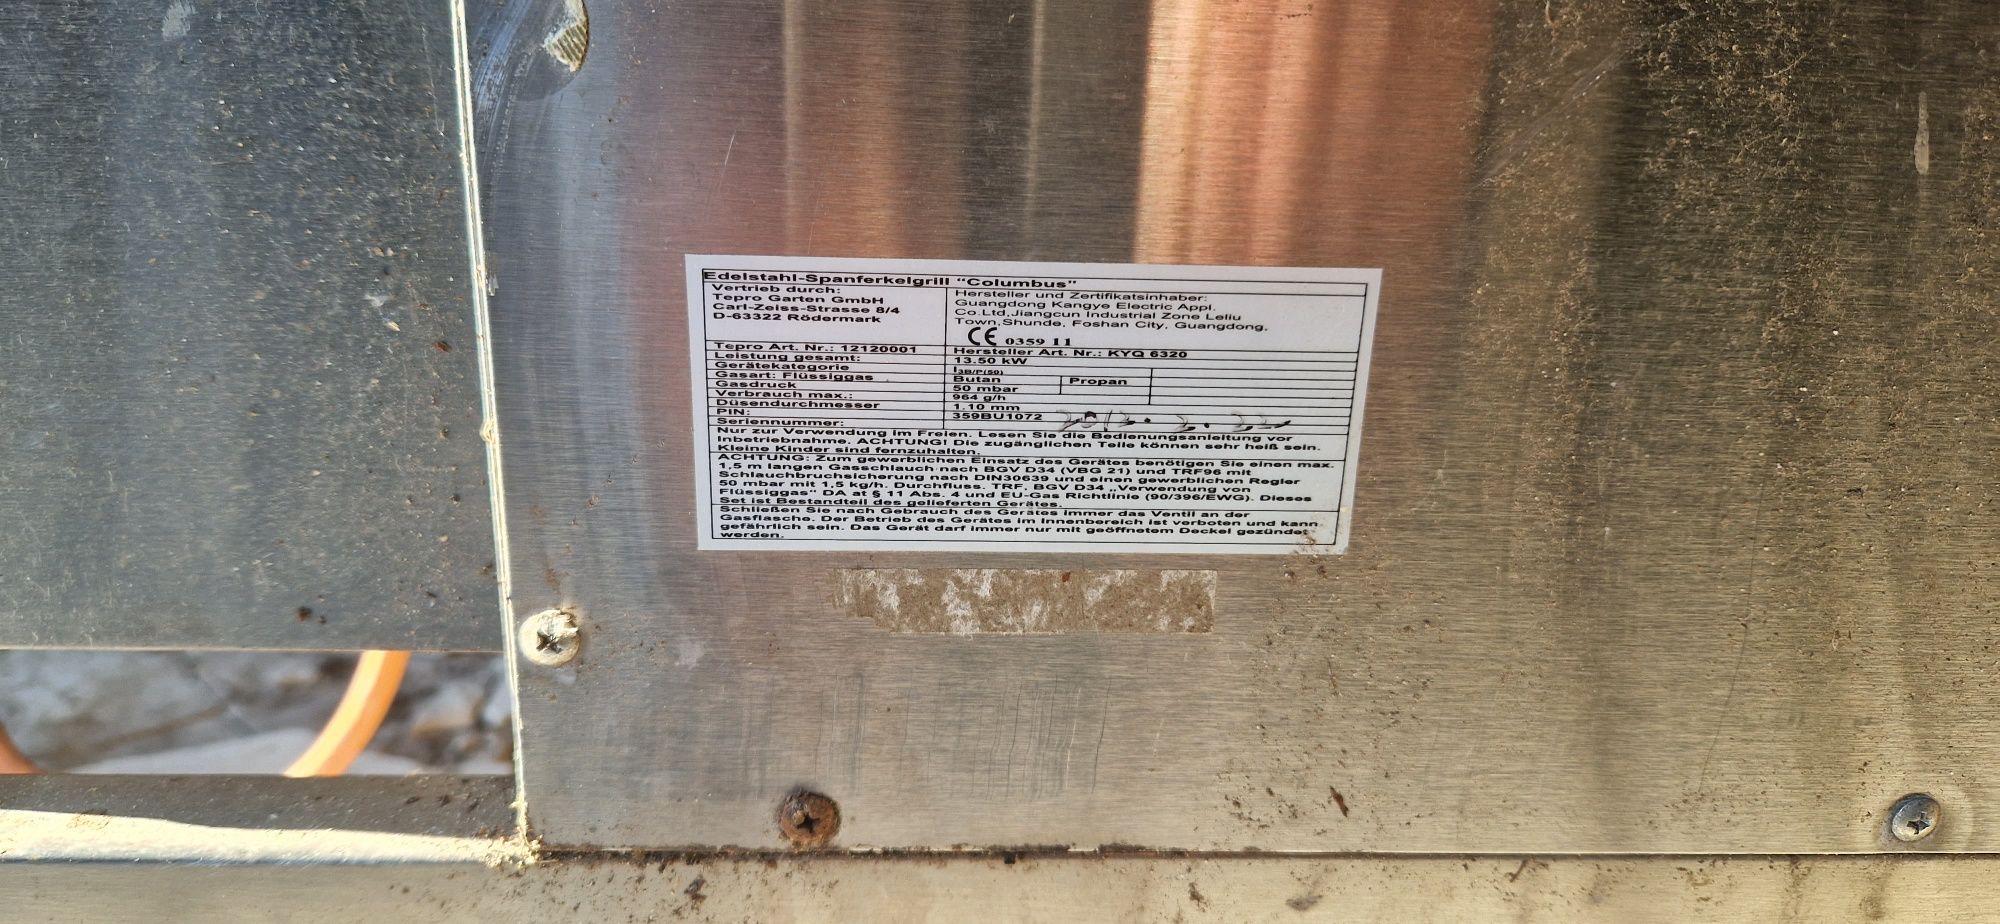 Edelstahl-Spanferkelgrill "Columbus"
Vertrieb durch:
Tepro Garten GmbH
Carl-Zeiss-Strasse 8/4
D-63322 Rödermark
Hersteller und Zertifikatsinhaber:
Guangdong Kangye Electric Appl.
Co.Ltd,Jiangcun Industrial Zone Leliu
Town,Shunde, Foshan City, Guangdong.
CE 0359 11
Tepro Art. Nr.: 12120001
Hersteller Art. Nr.: KYQ 6320
Leistung gesamt: 13.50 kW
Gerätekategorie I3B/P(50)
Gasart: Flüssiggas Butan Propan
Gasdruck 50 mbar
Verbrauch max.: 964 g/h
Düsendurchmesser 1.10 mm
PIN: 359BU1072
Seriennummer:
Nur zur Verwendung im Freien. Lesen Sie die Bedienungsanleitung vor
Inbetriebnahme. ACHTUNG! Die zugänglichen Teile können sehr heiß sein.
Kleine Kinder sind fernzuhalten.
ACHTUNG: Zum gewerblichen Einsatz des Gerätes benötigen Sie einen max.
1,5 m langen Gasschlauch nach BGV D34 (VBG 21) und TRF96 mit
Schlauchbruchsicherung nach DIN30639 und einen gewerblichen Regler
50 mbar mit 1,5 kg/h. Durchfluss. TRF, BGV D34 „Verwendung von
Flüssiggas" DA at § 11 Abs. 4 und EU-Gas Richtlinie (90/396/EWG). Dieses
Set ist Bestandteil des gelieferten Gerätes.
Schließen Sie nach Gebrauch des Gerätes immer das Ventil an der
Gasflasche. Der Betrieb des Gerätes im Innenbereich ist verboten und kann
gefährlich sein. Das Gerät darf immer nur mit geöffnetem Deckel gezündet
werden.